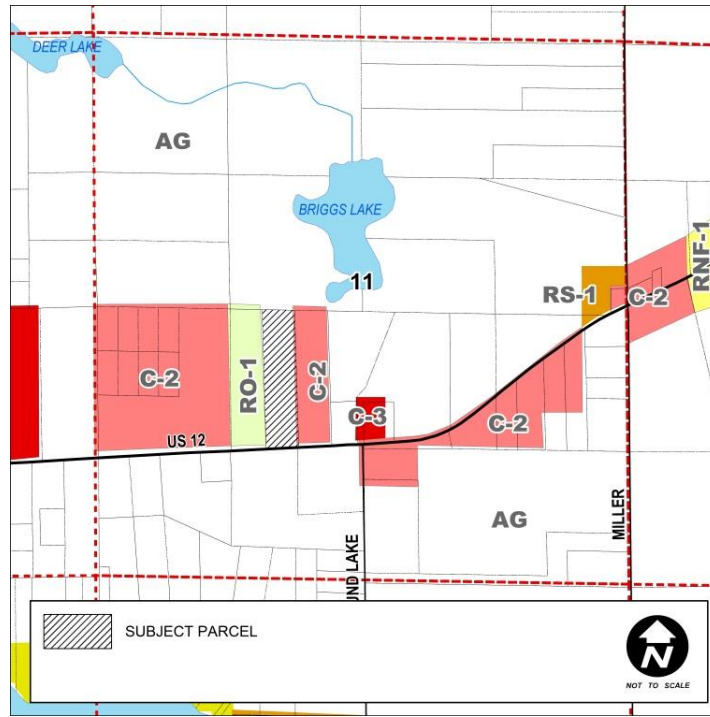 DEER LAKE
AG
BRIGGS LAKE
11
RNF-1
RS-1
C-2
C-2
RO-1
C-2
C-3
C-2
US 12
AG
MILLER
UND LAKE
SUBJECT PARCEL
N
NOT TO SCALE